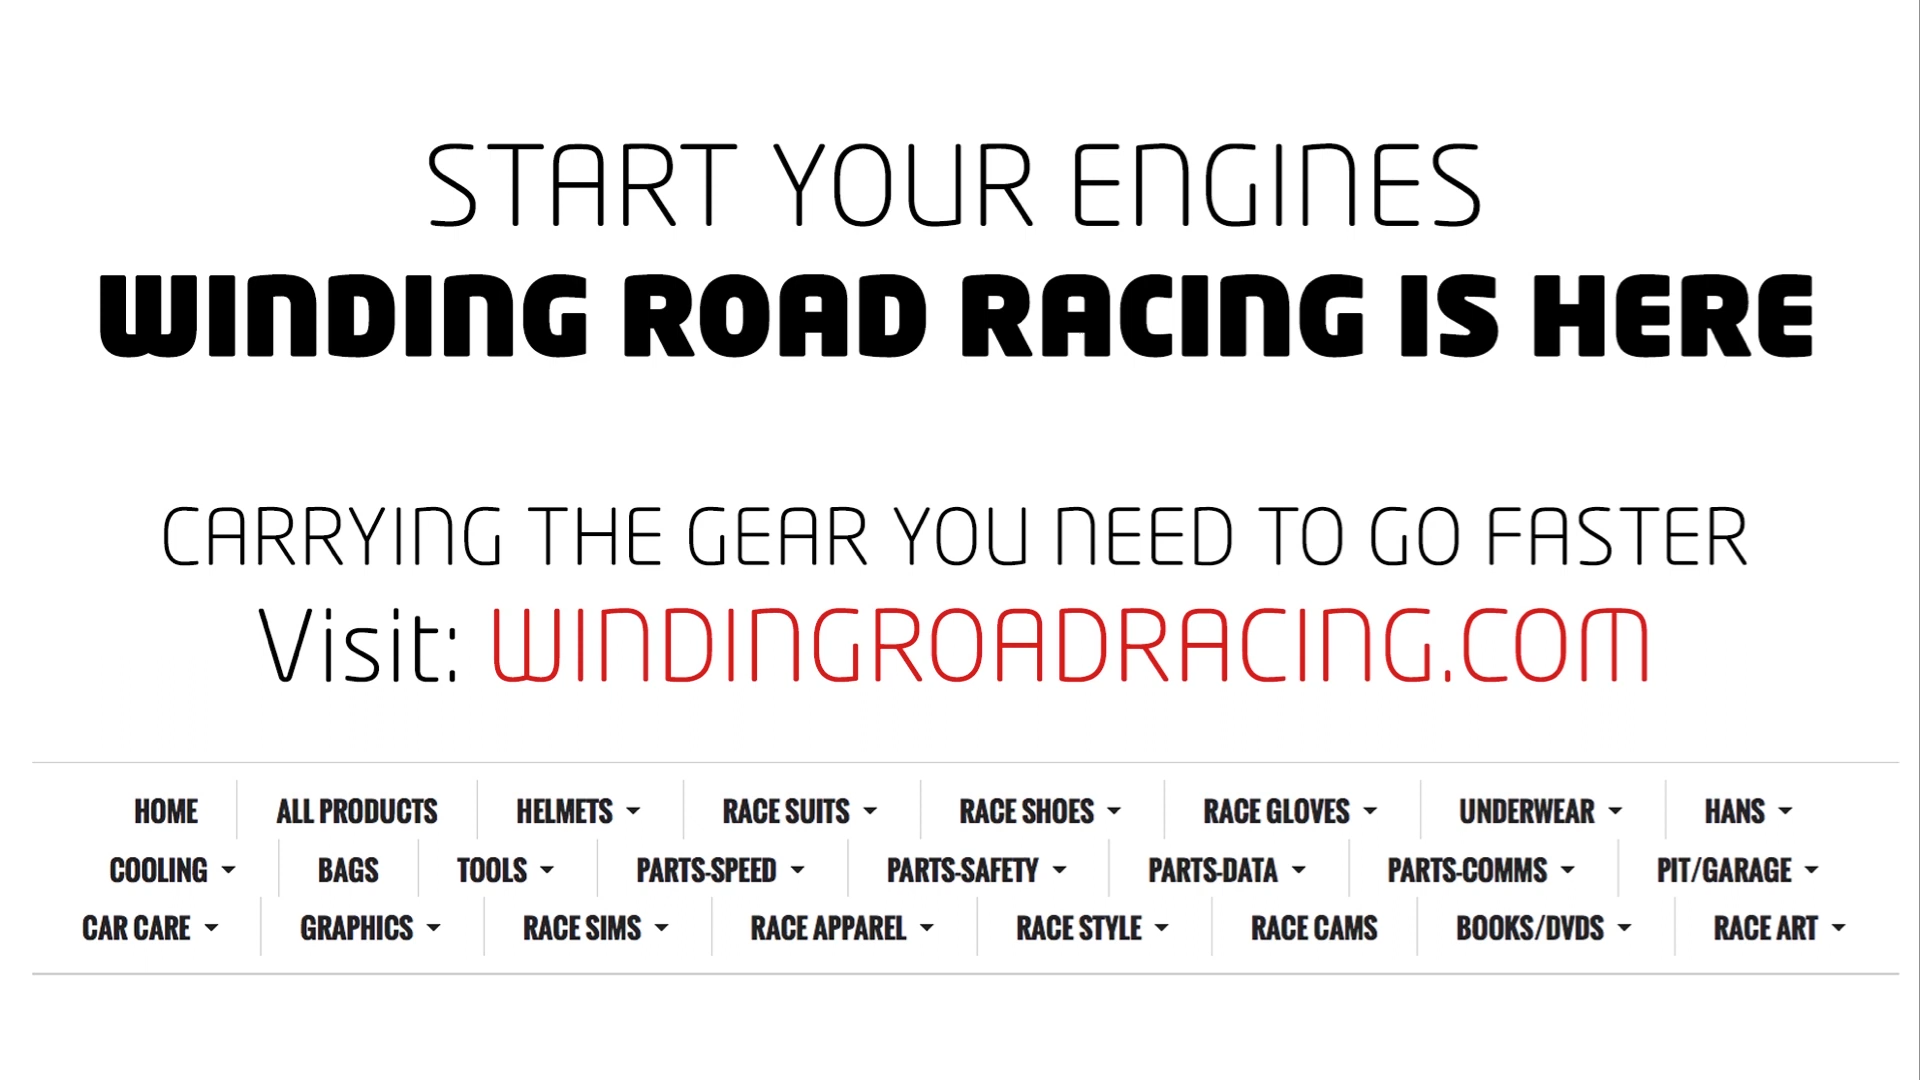 START YOUR ENGINES
WINDING ROAD RACING IS HERE
CARRYING THE GEAR YOU NEED TO GO FASTER
Visit: WINDINGROADRACING.COM
HOME ALL PRODUCTS HELMETS RACE SUITS RACE SHOES RACE GLOVES UNDERWEAR HANS
COOLING BAGS TOOLS PARTS-SPEED PARTS-SAFETY PARTS-DATA PARTS-COMMS PIT/GARAGE
CAR CARE GRAPHICS RACE SIMS RACE APPAREL RACE STYLE RACE CAMS BOOKS/DVDS RACE ART